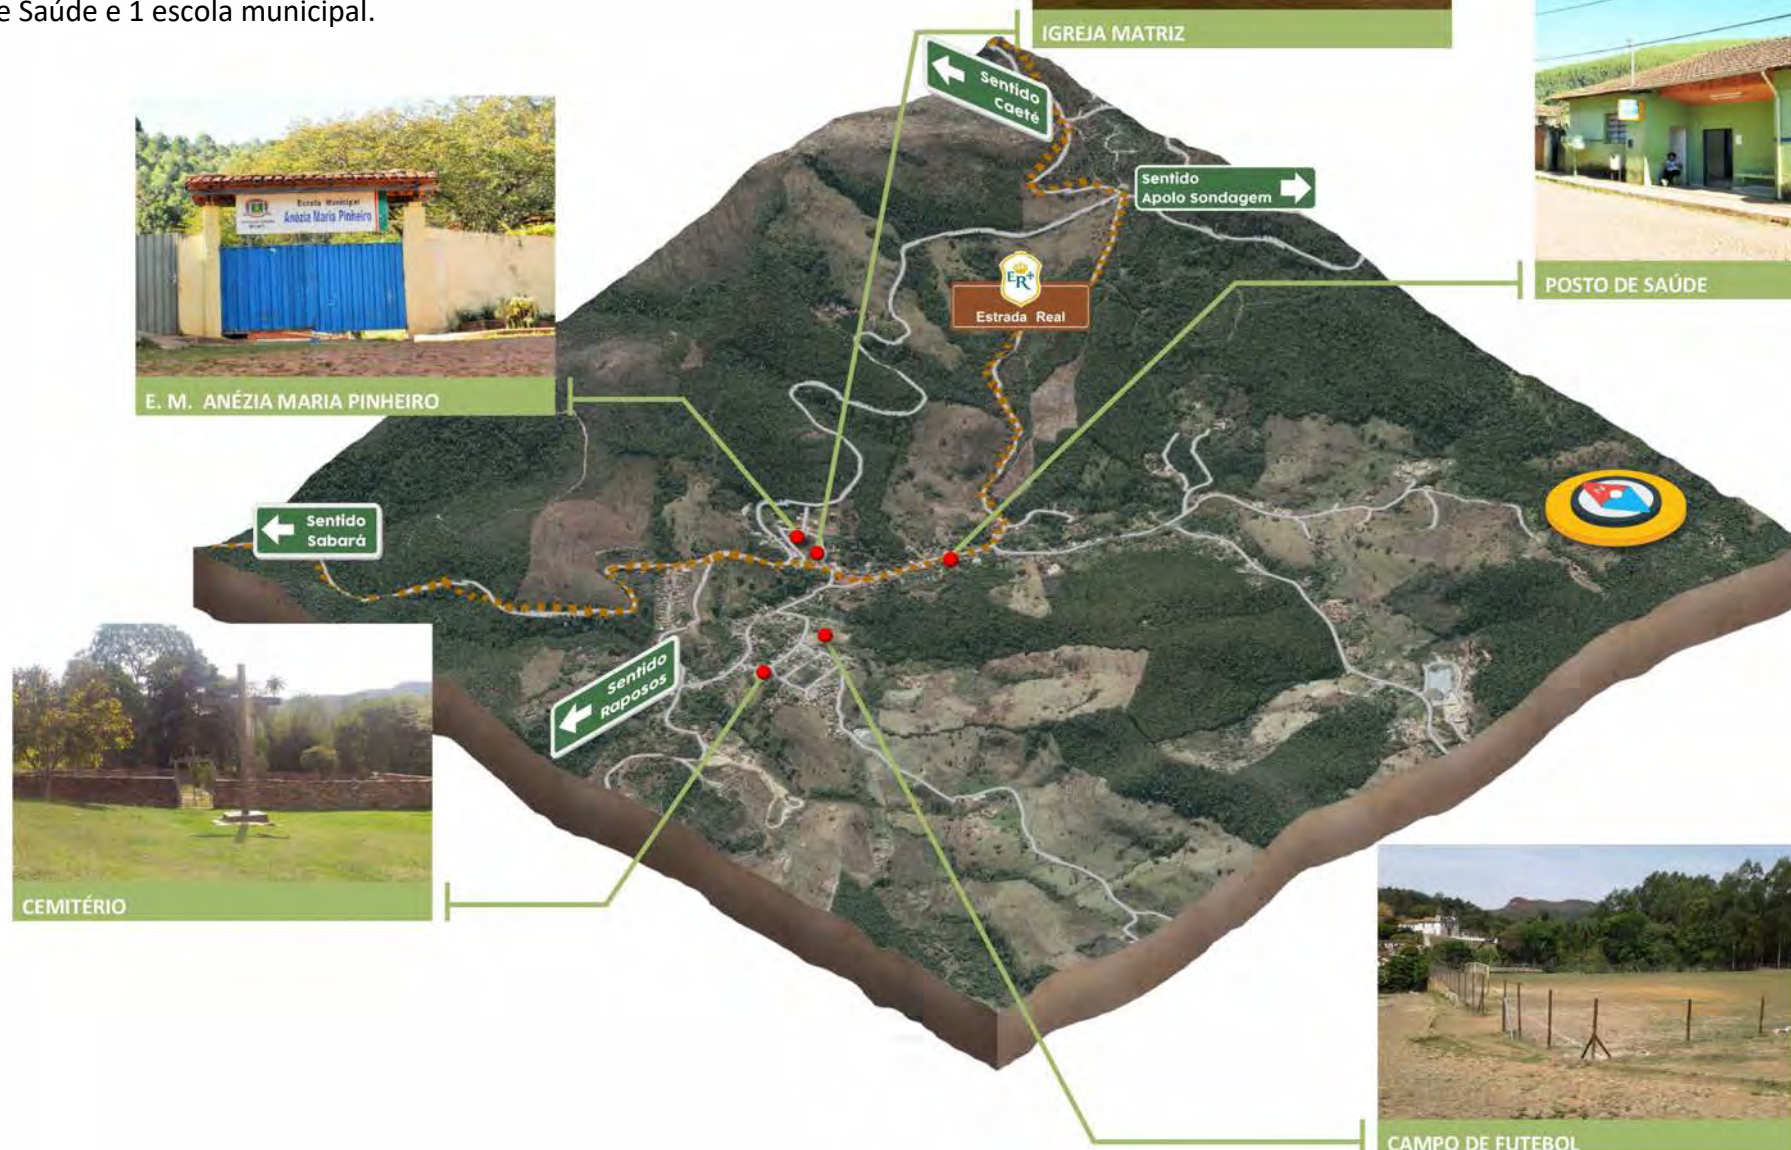 e Saúde e 1 escola municipal.
IGREJA MATRIZ
Sentido
Caeté
Sentido
Apolo Sondagem
Escola Municipal
Anézia Maria Pinheiro
ER
Estrada Real
POSTO DE SAÚDE
E. M. ANÉZIA MARIA PINHEIRO
Sentido
Sabará
Sentido
Raposos
CEMITÉRIO
CAMPO DE FUTEBOL